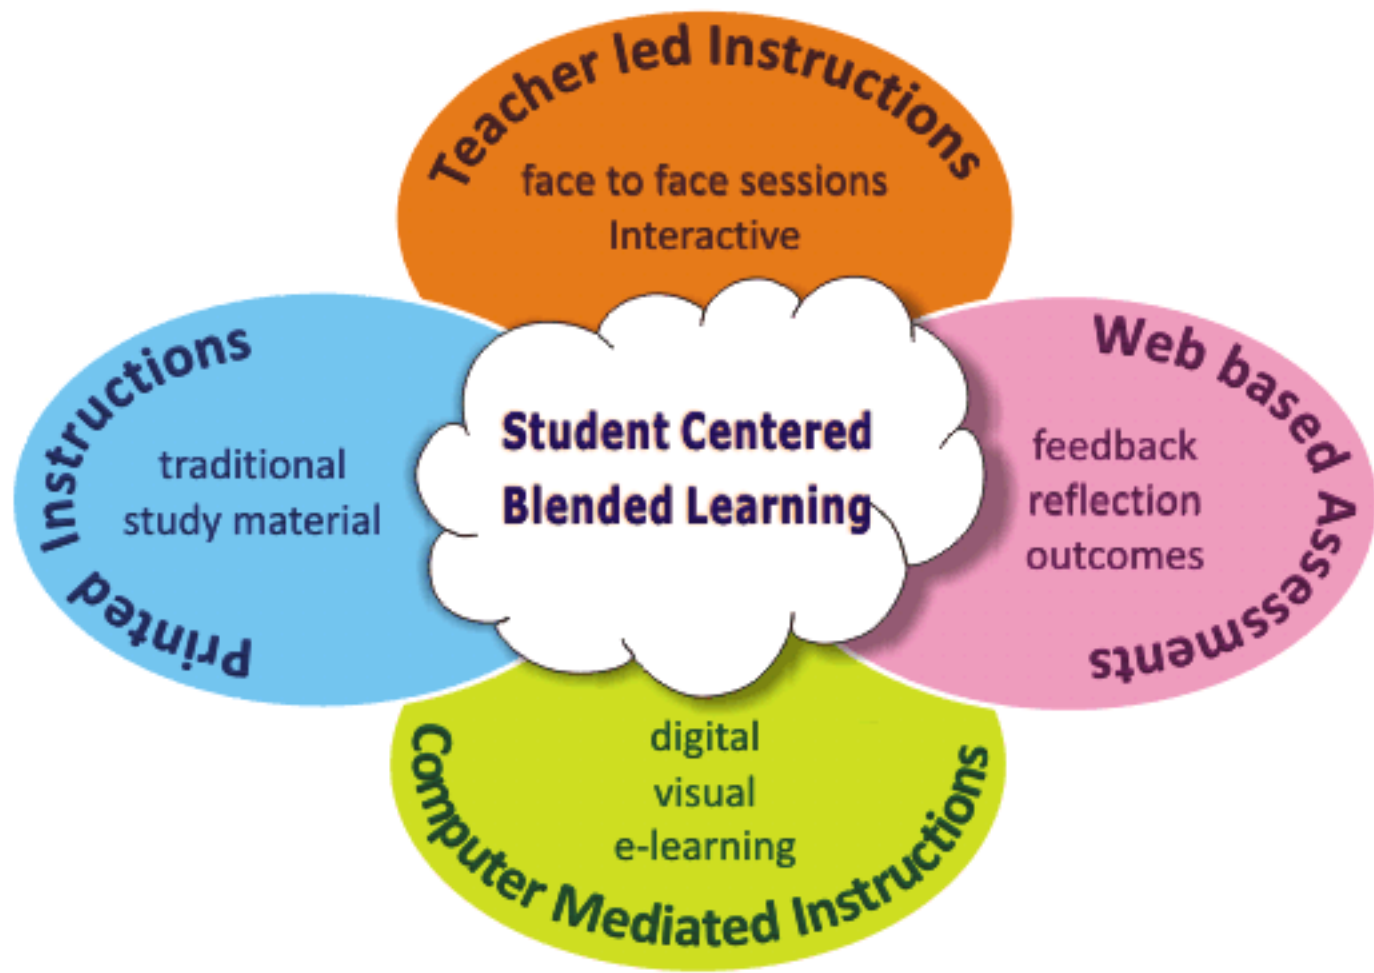 Teacher led Instructions
face to face sessions
Interactive
Printed Instructions
traditional
study material
Student Centered
Blended Learning
Web based Assessments
feedback
reflection
outcomes
digital
visual
e-learning
Computer Mediated Instructions